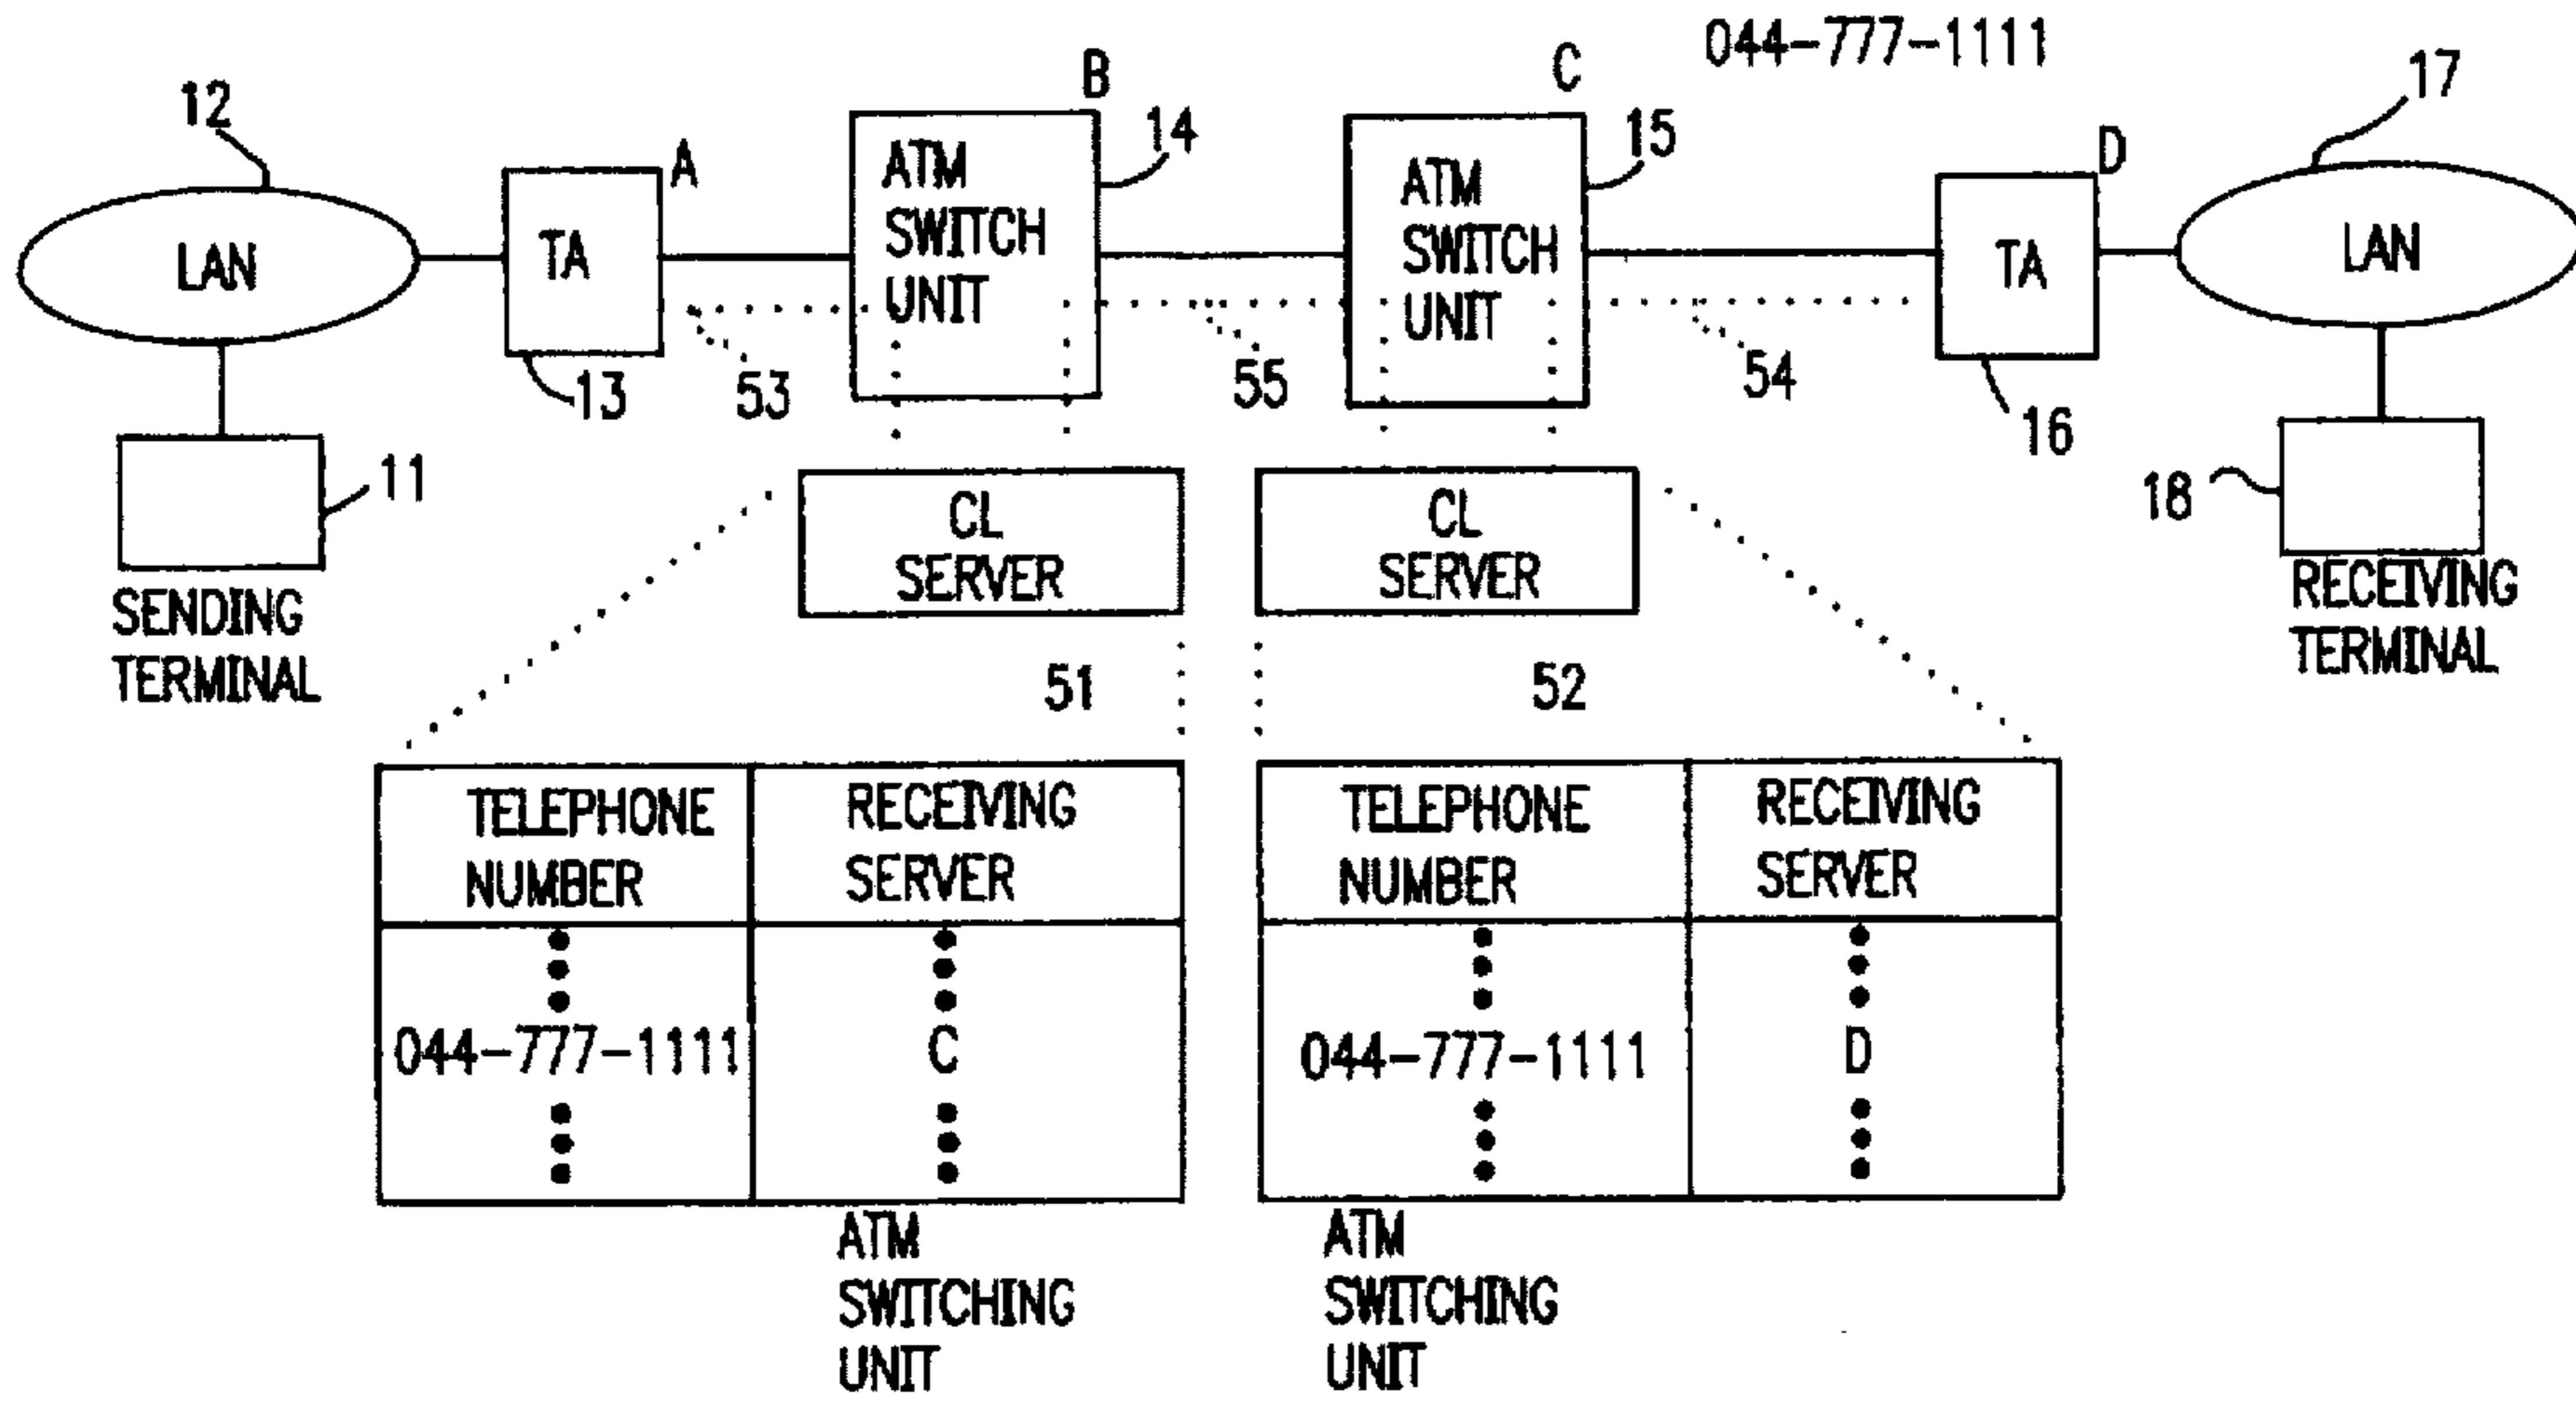 044-777-1111
12
A
B
14
C
15
D
17
LAN
TA
ATM
SWITCH
UNIT
ATM
SWITCH
UNIT
TA
LAN
13
53
55
54
16
11
SENDING
TERMINAL
CL
SERVER
CL
SERVER
18
RECEIVING
TERMINAL
51
52
TELEPHONE
NUMBER
RECEIVING
SERVER
044-777-1111
C
TELEPHONE
NUMBER
RECEIVING
SERVER
044-777-1111
D
ATM
SWITCHING
UNIT
ATM
SWITCHING
UNIT